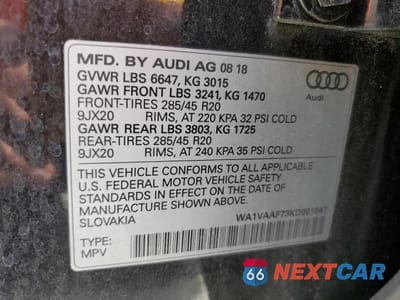 MFD. BY AUDI AG 08 18
GVWR LBS 6647, KG 3015
GAWR FRONT LBS 3241, KG 1470
FRONT-TIRES 285/45 R20
9JX20 RIMS, AT 220 KPA 32 PSI COLD
GAWR REAR LBS 3803, KG 1725
REAR-TIRES 285/45 R20
9JX20 RIMS, AT 240 KPA 35 PSI COLD
Audi
THIS VEHICLE CONFORMS TO ALL APPLICABLE
U.S. FEDERAL MOTOR VEHICLE SAFETY
STANDARDS IN EFFECT ON THE DATE OF
MANUFACTURE SHOWN ABOVE.
SLOVAKIA
WA1VAAF73KD001047
TYPE:
MPV
66 NEXTCAR